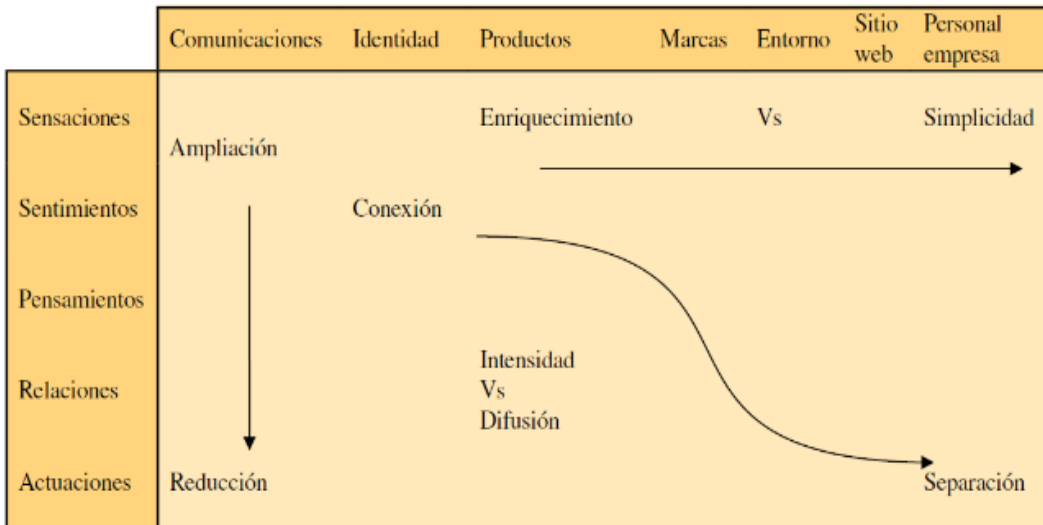 Comunicaciones Identidad Productos Marcas Entorno Sitio web Personal empresa
Sensaciones Enriquecimiento Vs Simplicidad
Ampliación
Sentimientos Conexión
Pensamientos
Intensidad
Relaciones Vs
Difusión
Actuaciones Reducción Separación